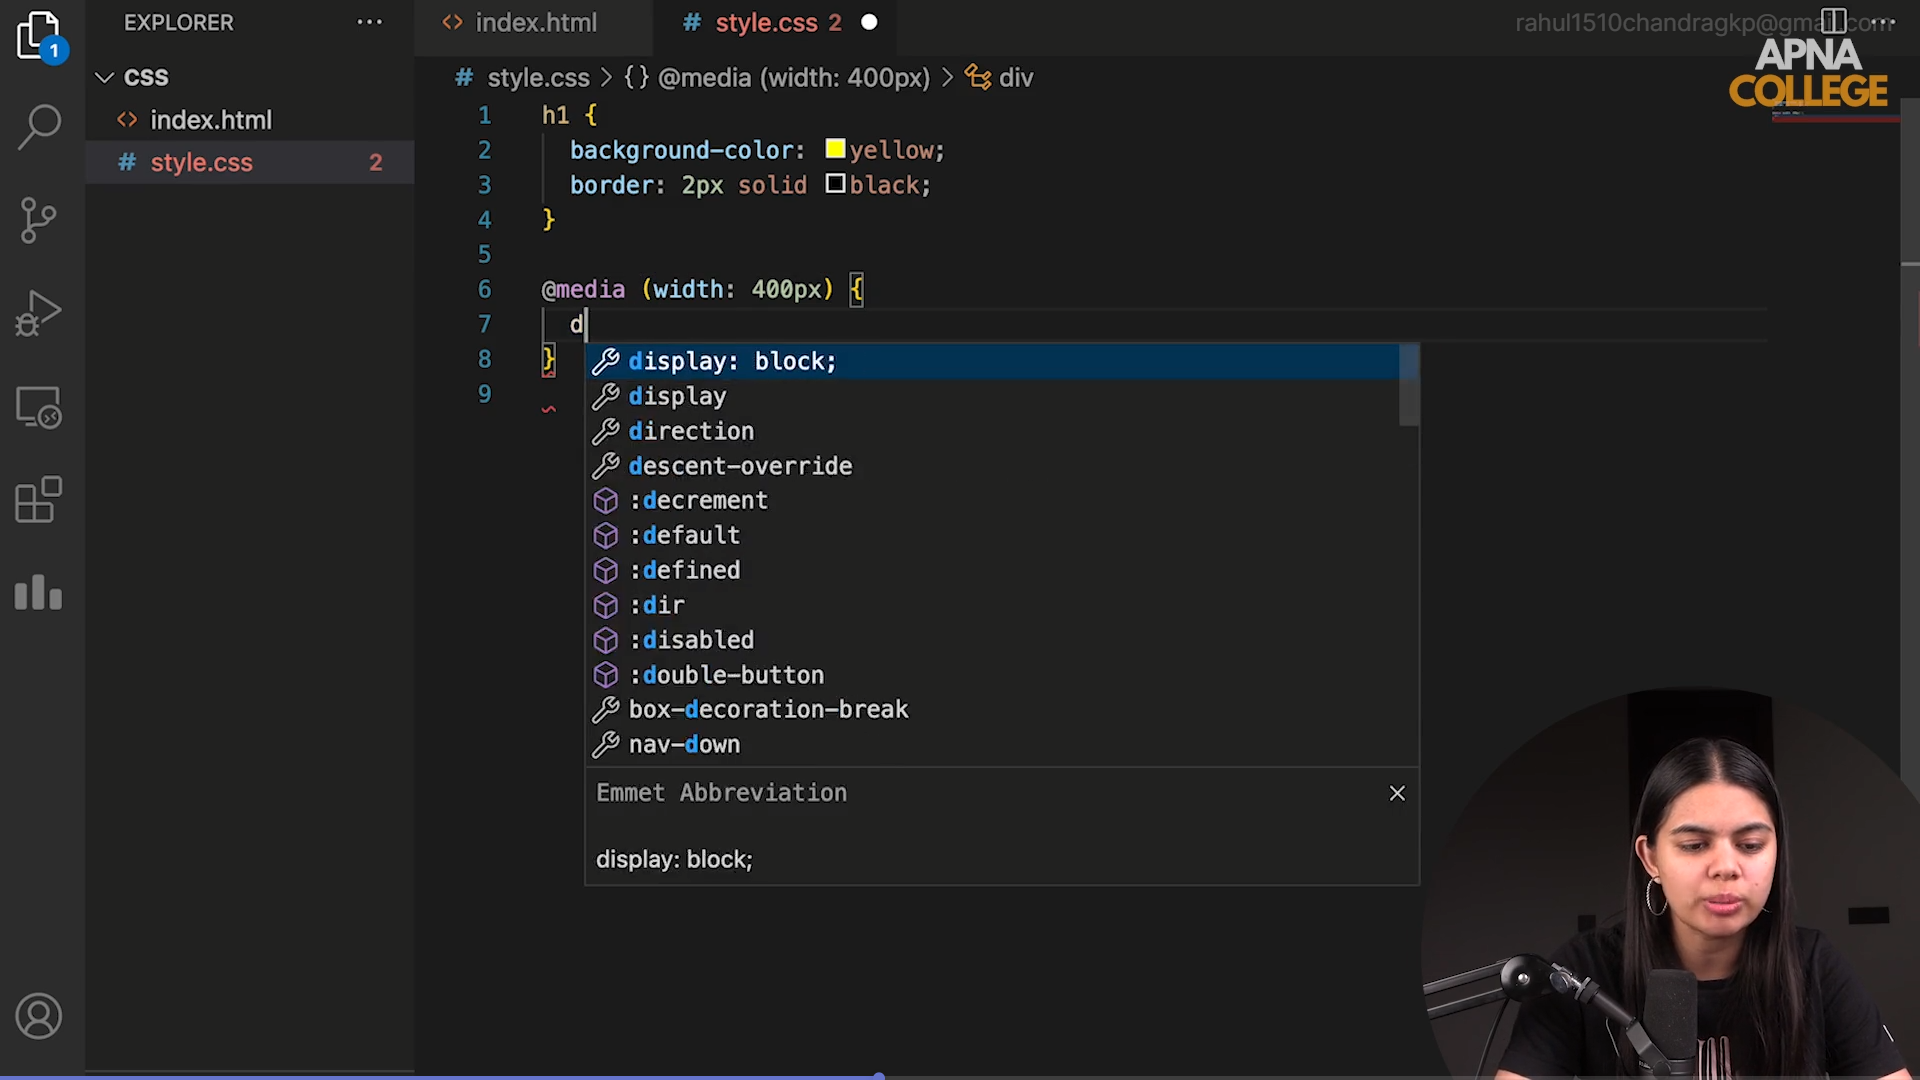 EXPLORER ...
index.html
style.css 2
rahul1510chandragkp@gmail.com
APNA
COLLEGE
1
CSS
index.html
style.css 2
style.css > {} @media (width: 400px) > div
1 h1 {
2 background-color: yellow;
3 border: 2px solid black;
4 }
5
6 @media (width: 400px) {
7 d
8 }
9
display: block;
display
direction
descent-override
:decrement
:default
:defined
:dir
:disabled
:double-button
box-decoration-break
nav-down
Emmet Abbreviation
display: block;